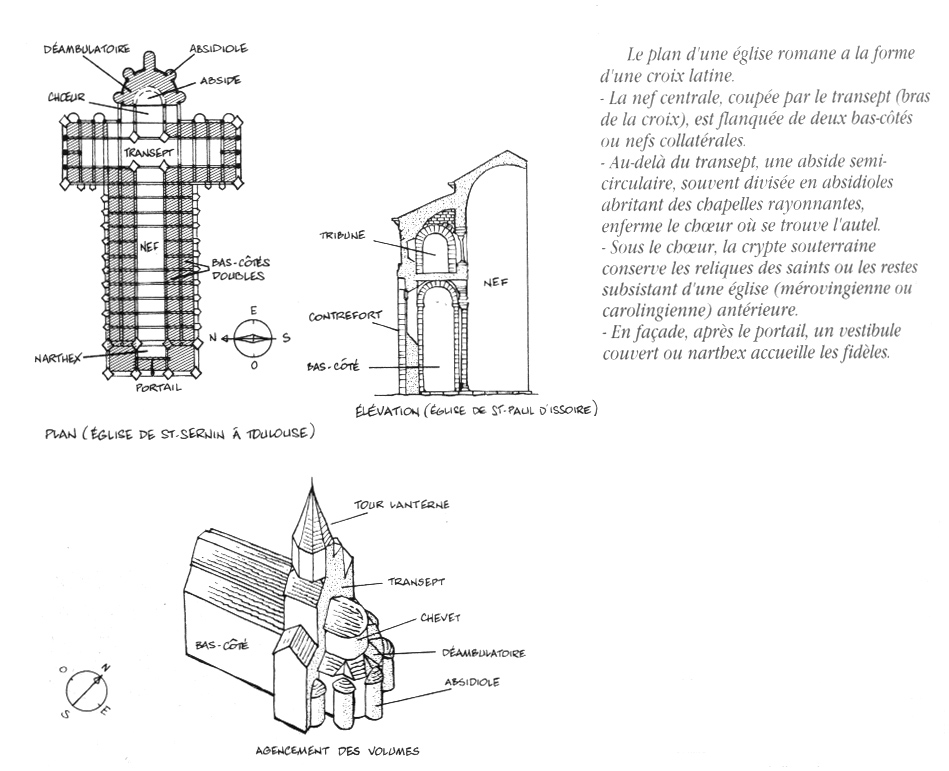 DÉAMBULATOIRE
ABSIDIOLE
ABSIDE
CHŒUR
TRANSEPT
NEF
BAS-CÔTÉS
DOUBLES
E
N
S
O
NARTHEX
PORTAIL
PLAN (ÉGLISE DE ST-SERNIN À TOULOUSE)
TRIBUNE
NEF
CONTREFORT
BAS-CÔTÉ
ÉLÉVATION (ÉGLISE DE ST-PAUL D'ISSOIRE)
Le plan d'une église romane a la forme
d'une croix latine.
- La nef centrale, coupée par le transept (bras
de la croix), est flanquée de deux bas-côtés
ou nefs collatérales.
- Au-delà du transept, une abside semi-
circulaire, souvent divisée en absidioles
abritant des chapelles rayonnantes,
enferme le chœur où se trouve l'autel.
- Sous le chœur, la crypte souterraine
conserve les reliques des saints ou les restes
subsistant d'une église (mérovingienne ou
carolingienne) antérieure.
- En façade, après le portail, un vestibule
couvert ou narthex accueille les fidèles.
TOUR LANTERNE
TRANSEPT
CHEVET
BAS-CÔTÉ
DÉAMBULATOIRE
ABSIDIOLE
O
N
S
E
AGENCEMENT DES VOLUMES